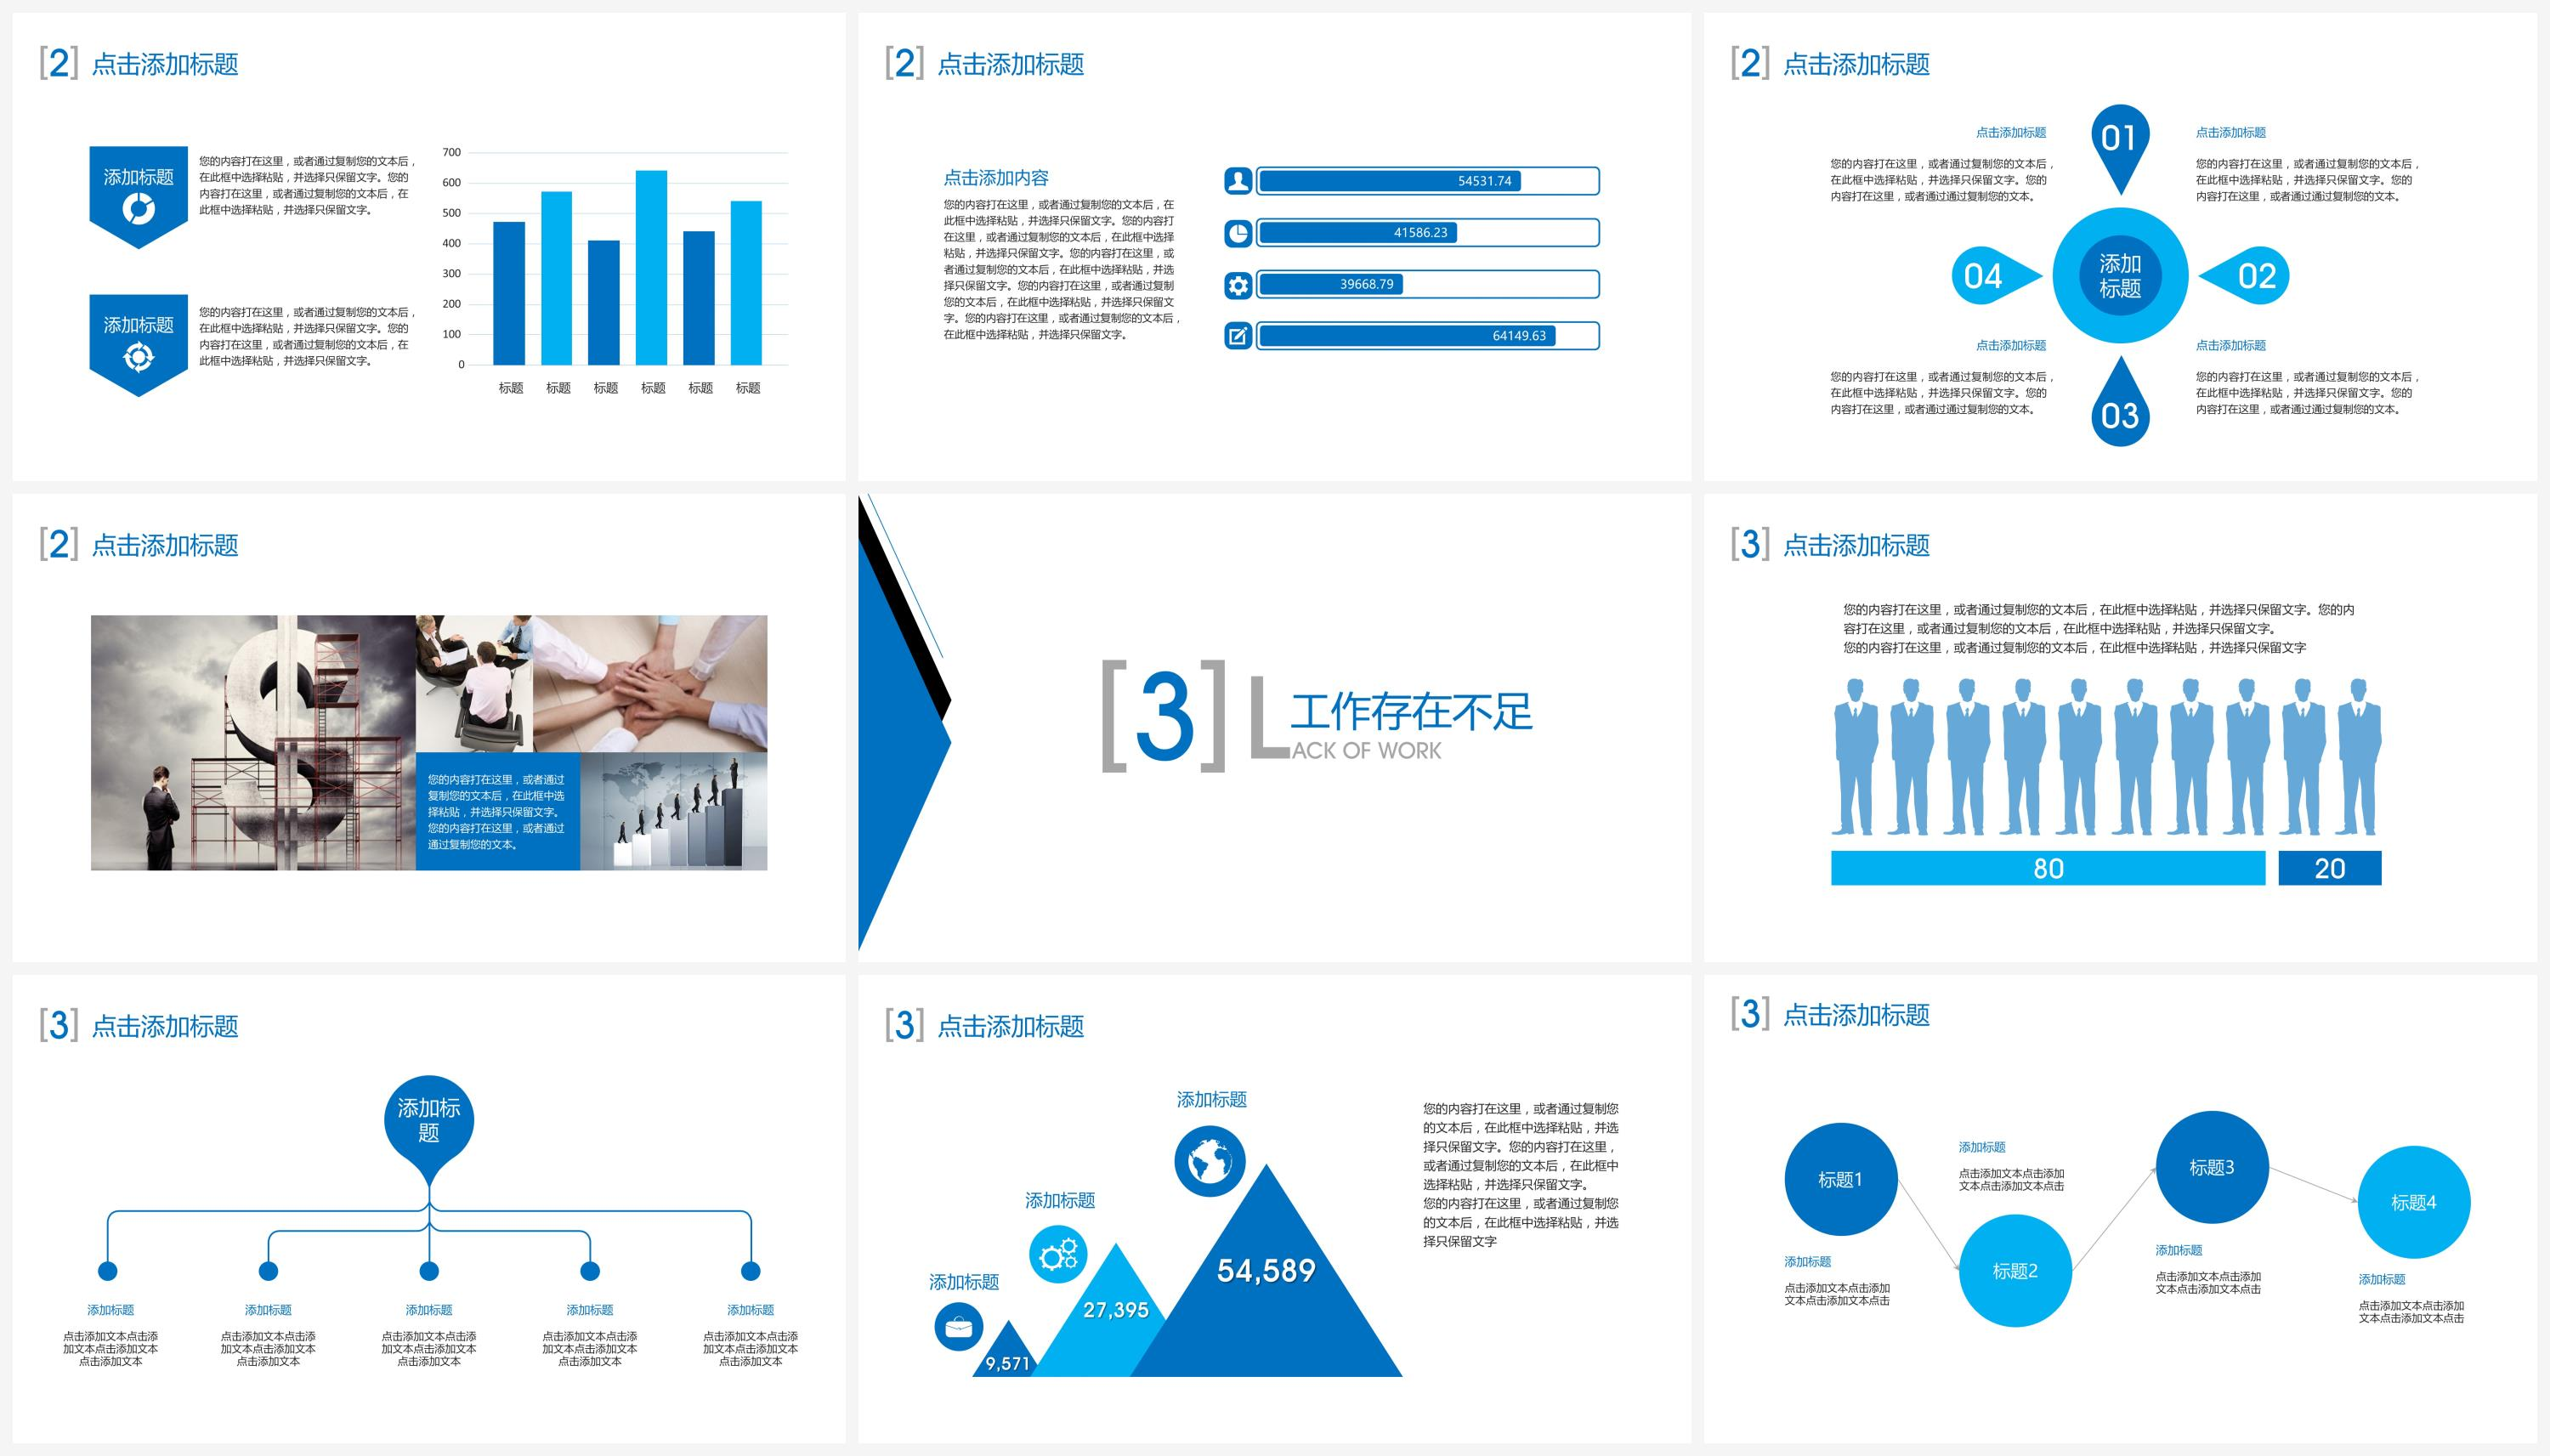 [2] 点击添加标题
添加标题
您的内容打在这里，或者通过复制您的文本后，
在此框中选择粘贴，并选择只保留文字。您的
内容打在这里，或者通过复制您的文本后，在
此框中选择粘贴，并选择只保留文字。
添加标题
您的内容打在这里，或者通过复制您的文本后，
在此框中选择粘贴，并选择只保留文字。您的
内容打在这里，或者通过复制您的文本后，在
此框中选择粘贴，并选择只保留文字。
700
600
500
400
300
200
100
0
标题 标题 标题 标题 标题 标题
[2] 点击添加标题
点击添加内容
您的内容打在这里，或者通过复制您的文本后，在
此框中选择粘贴，并选择只保留文字。您的内容打
在这里，或者通过复制您的文本后，在此框中选择
粘贴，并选择只保留文字。您的内容打在这里，或
者通过复制您的文本后，在此框中选择粘贴，并选
择只保留文字。您的内容打在这里，或者通过复制
您的文本后，在此框中选择粘贴，并选择只保留文
字。您的内容打在这里，或者通过复制您的文本后，
在此框中选择粘贴，并选择只保留文字。
54531.74
41586.23
39668.79
64149.63
[2] 点击添加标题
点击添加标题
您的内容打在这里，或者通过复制您的文本后，
在此框中选择粘贴，并选择只保留文字。您的
内容打在这里，或者通过通过复制您的文本。
01
点击添加标题
您的内容打在这里，或者通过复制您的文本后，
在此框中选择粘贴，并选择只保留文字。您的
内容打在这里，或者通过通过复制您的文本。
04
添加
标题
02
点击添加标题
您的内容打在这里，或者通过复制您的文本后，
在此框中选择粘贴，并选择只保留文字。您的
内容打在这里，或者通过通过复制您的文本。
03
点击添加标题
您的内容打在这里，或者通过复制您的文本后，
在此框中选择粘贴，并选择只保留文字。您的
内容打在这里，或者通过通过复制您的文本。
[2] 点击添加标题
您的内容打在这里，或者通过
复制您的文本后，在此框中选
择粘贴，并选择只保留文字。
您的内容打在这里，或者通过
通过复制您的文本。
[3] 工作存在不足
LACK OF WORK
[3] 点击添加标题
您的内容打在这里，或者通过复制您的文本后，在此框中选择粘贴，并选择只保留文字。您的内
容打在这里，或者通过复制您的文本后，在此框中选择粘贴，并选择只保留文字。
您的内容打在这里，或者通过复制您的文本后，在此框中选择粘贴，并选择只保留文字
80 20
[3] 点击添加标题
添加标
题
添加标题
点击添加文本点击添
加文本点击添加文本
点击添加文本
添加标题
点击添加文本点击添
加文本点击添加文本
点击添加文本
添加标题
点击添加文本点击添
加文本点击添加文本
点击添加文本
添加标题
点击添加文本点击添
加文本点击添加文本
点击添加文本
添加标题
点击添加文本点击添
加文本点击添加文本
点击添加文本
[3] 点击添加标题
添加标题
9,571
添加标题
27,395
添加标题
54,589
您的内容打在这里，或者通过复制您
的文本后，在此框中选择粘贴，并选
择只保留文字。您的内容打在这里，
或者通过复制您的文本后，在此框中
选择粘贴，并选择只保留文字。
您的内容打在这里，或者通过复制您
的文本后，在此框中选择粘贴，并选
择只保留文字
[3] 点击添加标题
标题1
添加标题
点击添加文本点击添加
文本点击添加文本点击
添加标题
点击添加文本点击添加
文本点击添加文本点击
标题2
标题3
添加标题
点击添加文本点击添加
文本点击添加文本点击
标题4
添加标题
点击添加文本点击添加
文本点击添加文本点击